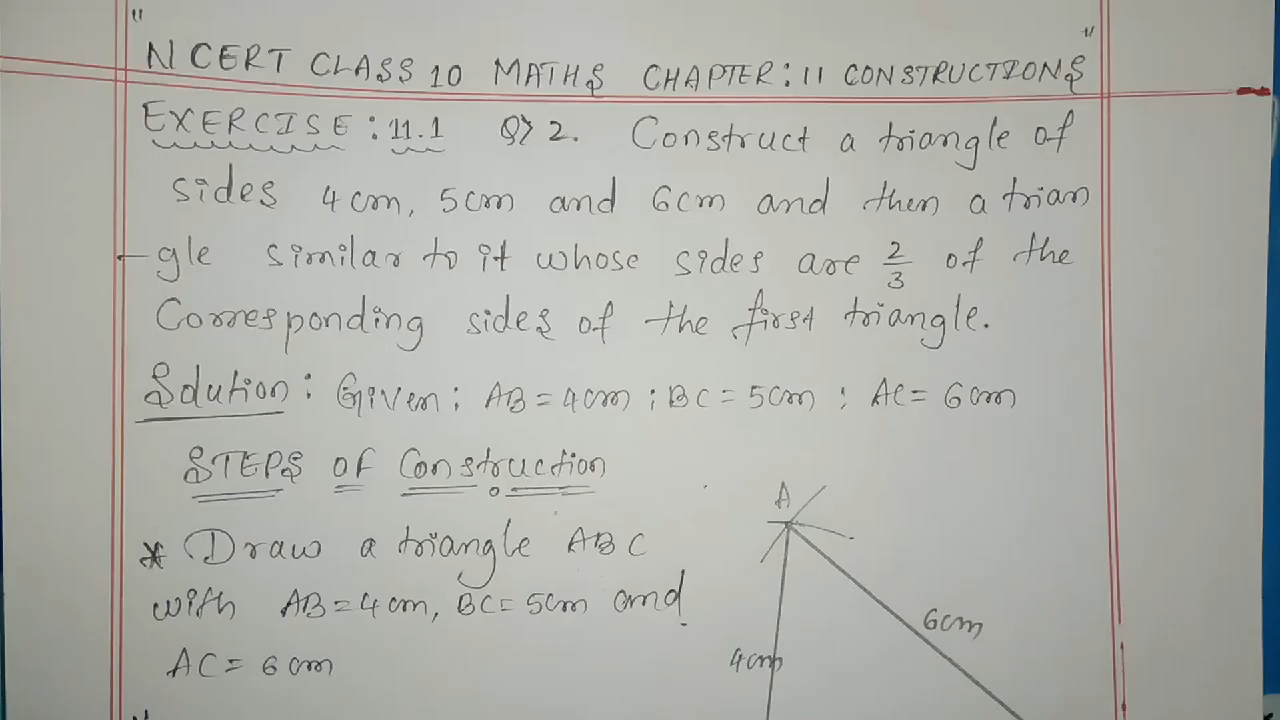 "
"
NCERT CLASS 10 MATHS CHAPTER: 11 CONSTRUCTIONS
EXERCISE: 11.1 Q> 2. Construct a triangle of
sides 4cm, 5cm and 6cm and then a trian
-gle similar to it whose sides are 2/3 of the
Corresponding sides of the first triangle.
Solution: Given: AB=4cm; BC=5cm; AC=6cm
STEPS OF Construction
* Draw a triangle ABC
with AB=4cm, BC=5cm and
AC=6cm
A
6cm
4cm